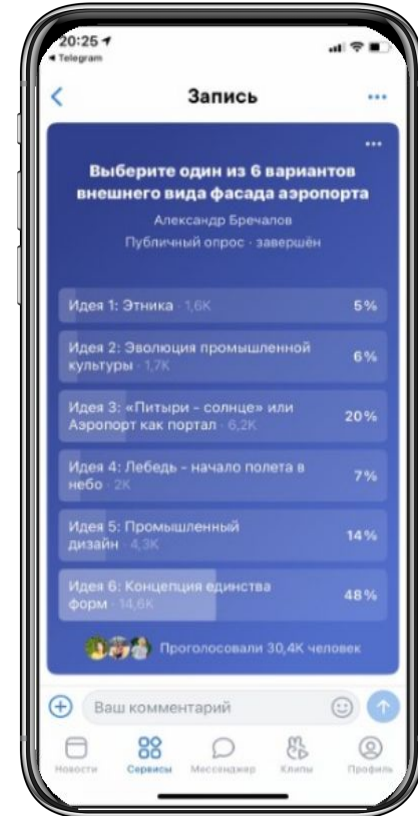 20:25
Telegram
Запись
Выберите один из 6 вариантов
внешнего вида фасада аэропорта
Александр Бречалов
Публичный опрос · завершён
Идея 1: Этника · 1,6K 5%
Идея 2: Эволюция промышленной
культуры · 1,7K 6%
Идея 3: «Питыри – солнце» или
Аэропорт как портал · 6,2K 20%
Идея 4: Лебедь - начало полета в
небо · 2K 7%
Идея 5: Промышленный
дизайн · 4,3K 14%
Идея 6: Концепция единства
форм · 14,6K 48%
Проголосовали 30,4K человек
Ваш комментарий
Новости Сервисы Мессенджер Клипы Профиль